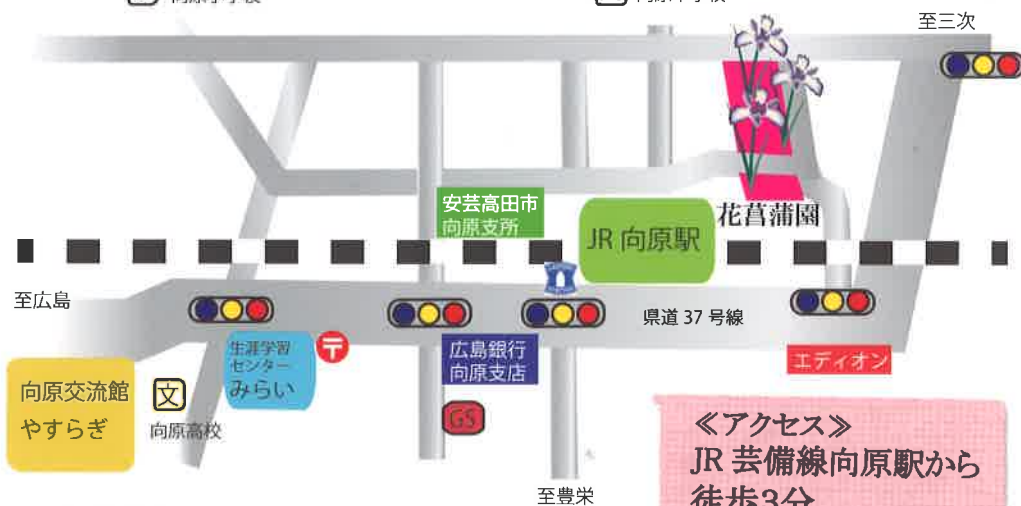 至三次
安芸高田市
向原支所
JR 向原駅
花菖蒲園
至広島
県道 37 号線
生涯学習
センター
みらい
広島銀行
向原支店
エディオン
向原交流館
やすらぎ
文
向原高校
GS
≪アクセス≫
JR 芸備線向原駅から
徒歩3分
至豊栄